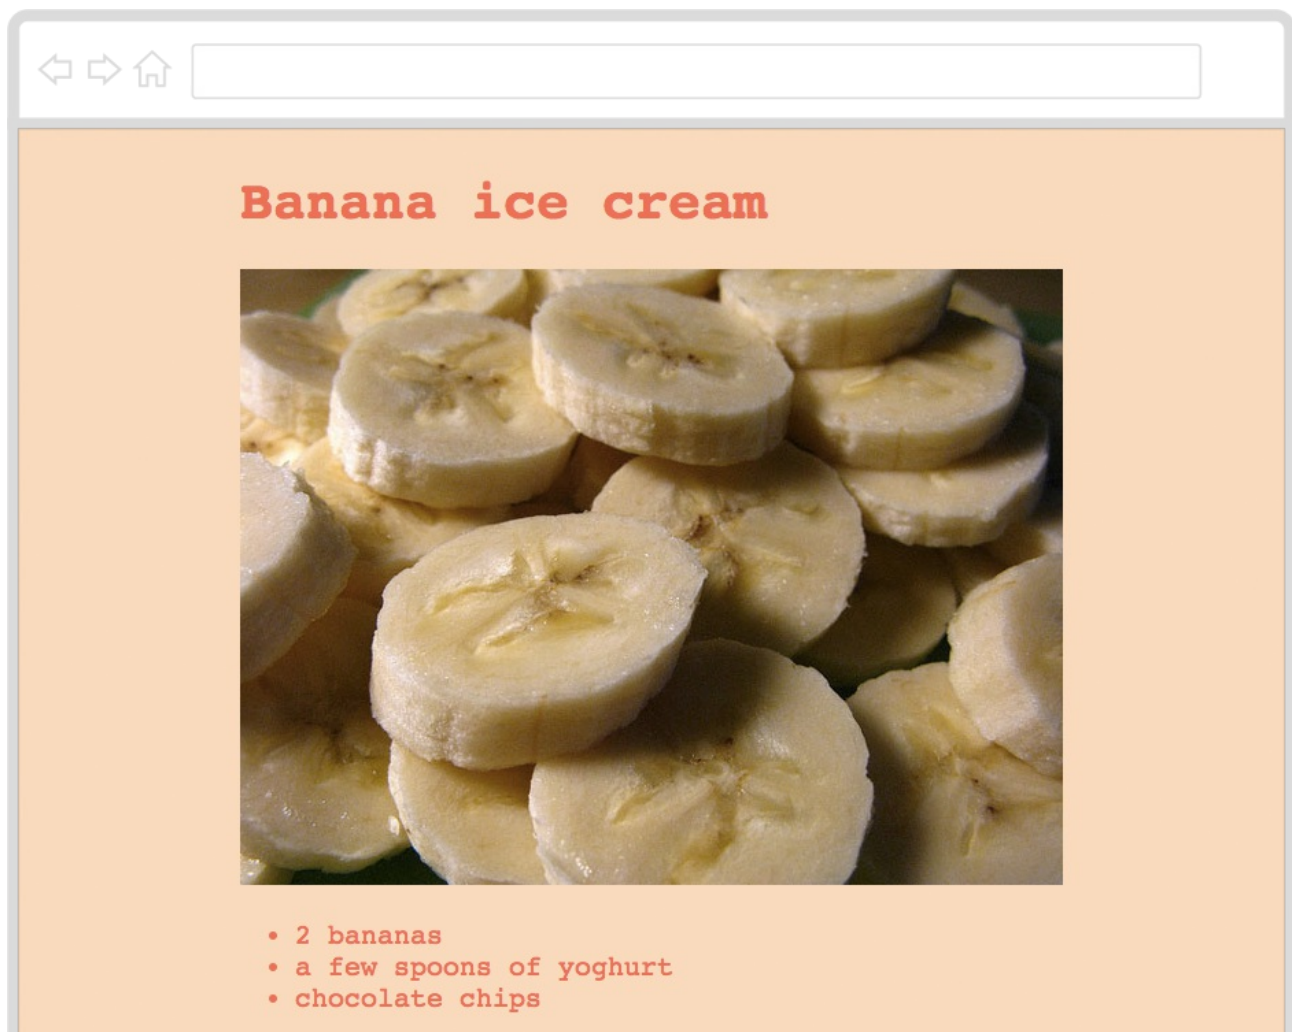 Banana ice cream
• 2 bananas
• a few spoons of yoghurt
• chocolate chips